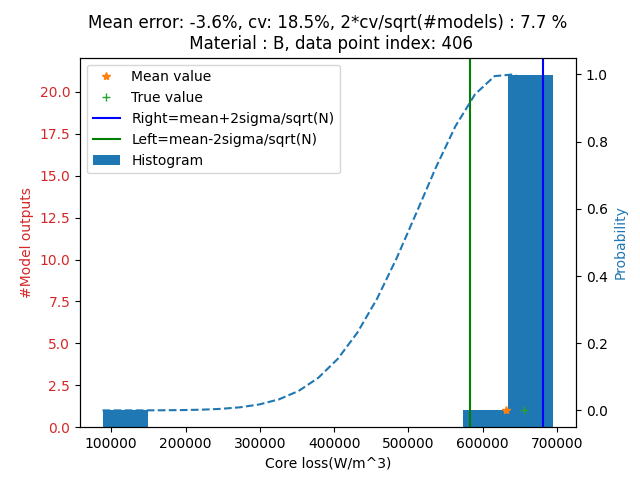 Mean error: -3.6%, cv: 18.5%, 2*cv/sqrt(#models) : 7.7 %
Material : B, data point index: 406
Mean value
True value
Right=mean+2sigma/sqrt(N)
Left=mean-2sigma/sqrt(N)
Histogram
#Model outputs
20.0
17.5
15.0
12.5
10.0
7.5
5.0
2.5
0.0
1.0
0.8
0.6
0.4
0.2
0.0
Probability
100000 200000 300000 400000 500000 600000 700000
Core loss(W/m^3)